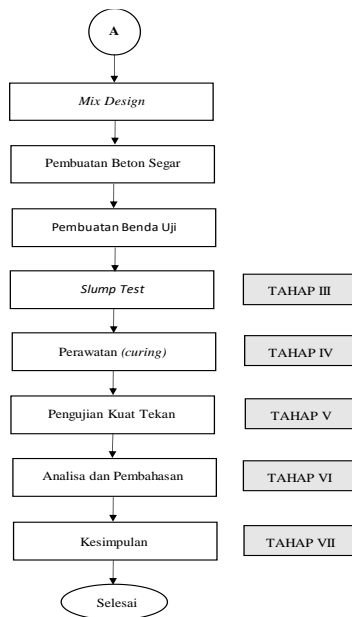 A
Mix Design
Pembuatan Beton Segar
Pembuatan Benda Uji
Slump Test
TAHAP III
Perawatan (curing)
TAHAP IV
Pengujian Kuat Tekan
TAHAP V
Analisa dan Pembahasan
TAHAP VI
Kesimpulan
TAHAP VII
Selesai